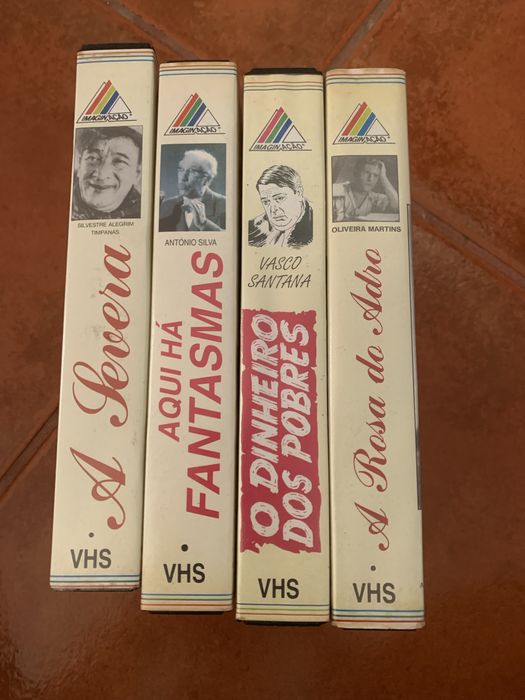 IMAGINAÇÃO
SILVESTRE ALEGRIM
TIMPANAS
A Severa
VHS
IMAGINAÇÃO
ANTÓNIO SILVA
AQUI HÁ
FANTASMAS
VHS
IMAGINAÇÃO
VASCO
SANTANA
O DINHEIRO
DOS POBRES
VHS
IMAGINAÇÃO
OLIVEIRA MARTINS
A Rosa do Adro
VHS